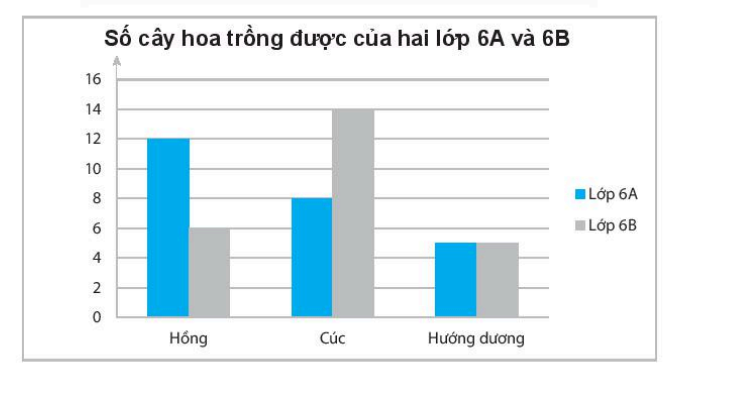 Số cây hoa trồng được của hai lớp 6A và 6B
16
14
12
10
8
6
4
2
0
Hồng Cúc Hướng dương
Lớp 6A
Lớp 6B